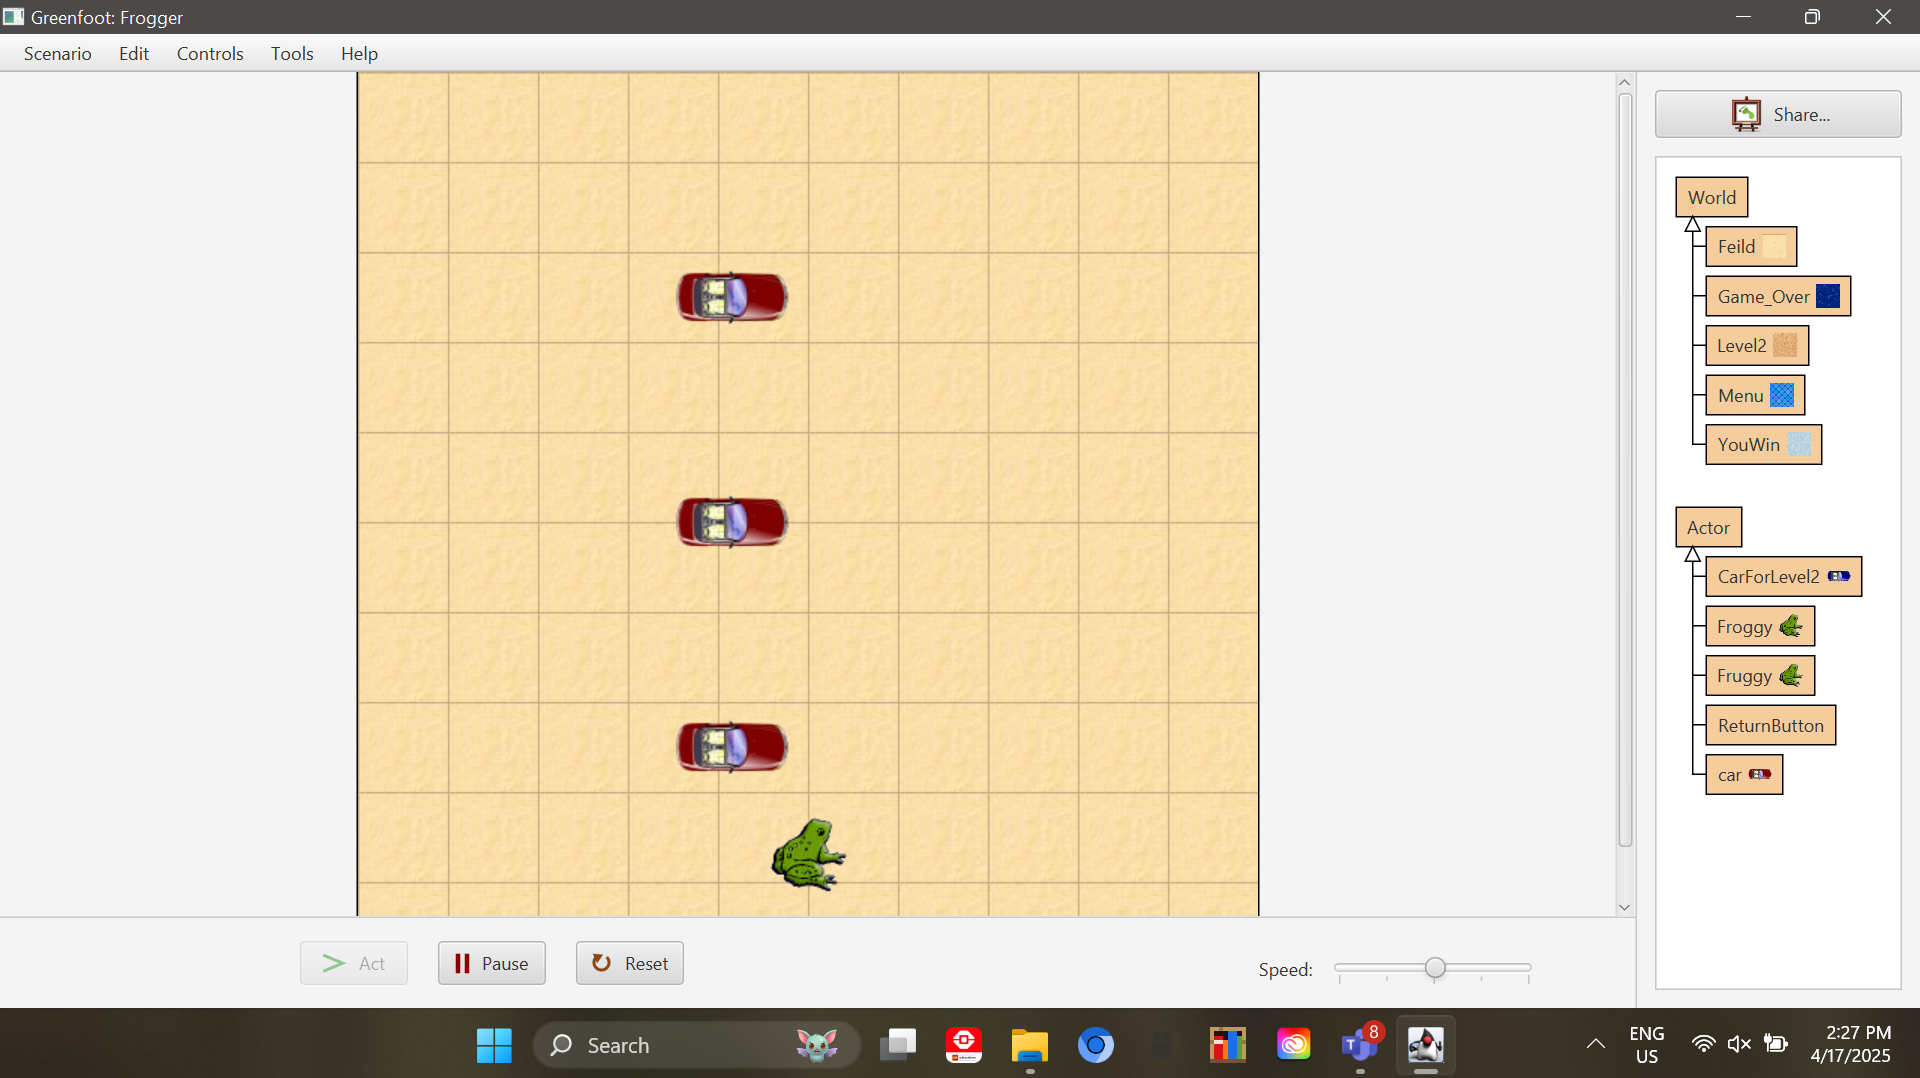 Greenfoot: Frogger
Scenario Edit Controls Tools Help
Share...
World
Feild
Game_Over
Level2
Menu
YouWin
Actor
CarForLevel2
Froggy
Fruggy
ReturnButton
car
Act Pause Reset Speed:
Search
8
ENG
US
2:27 PM
4/17/2025